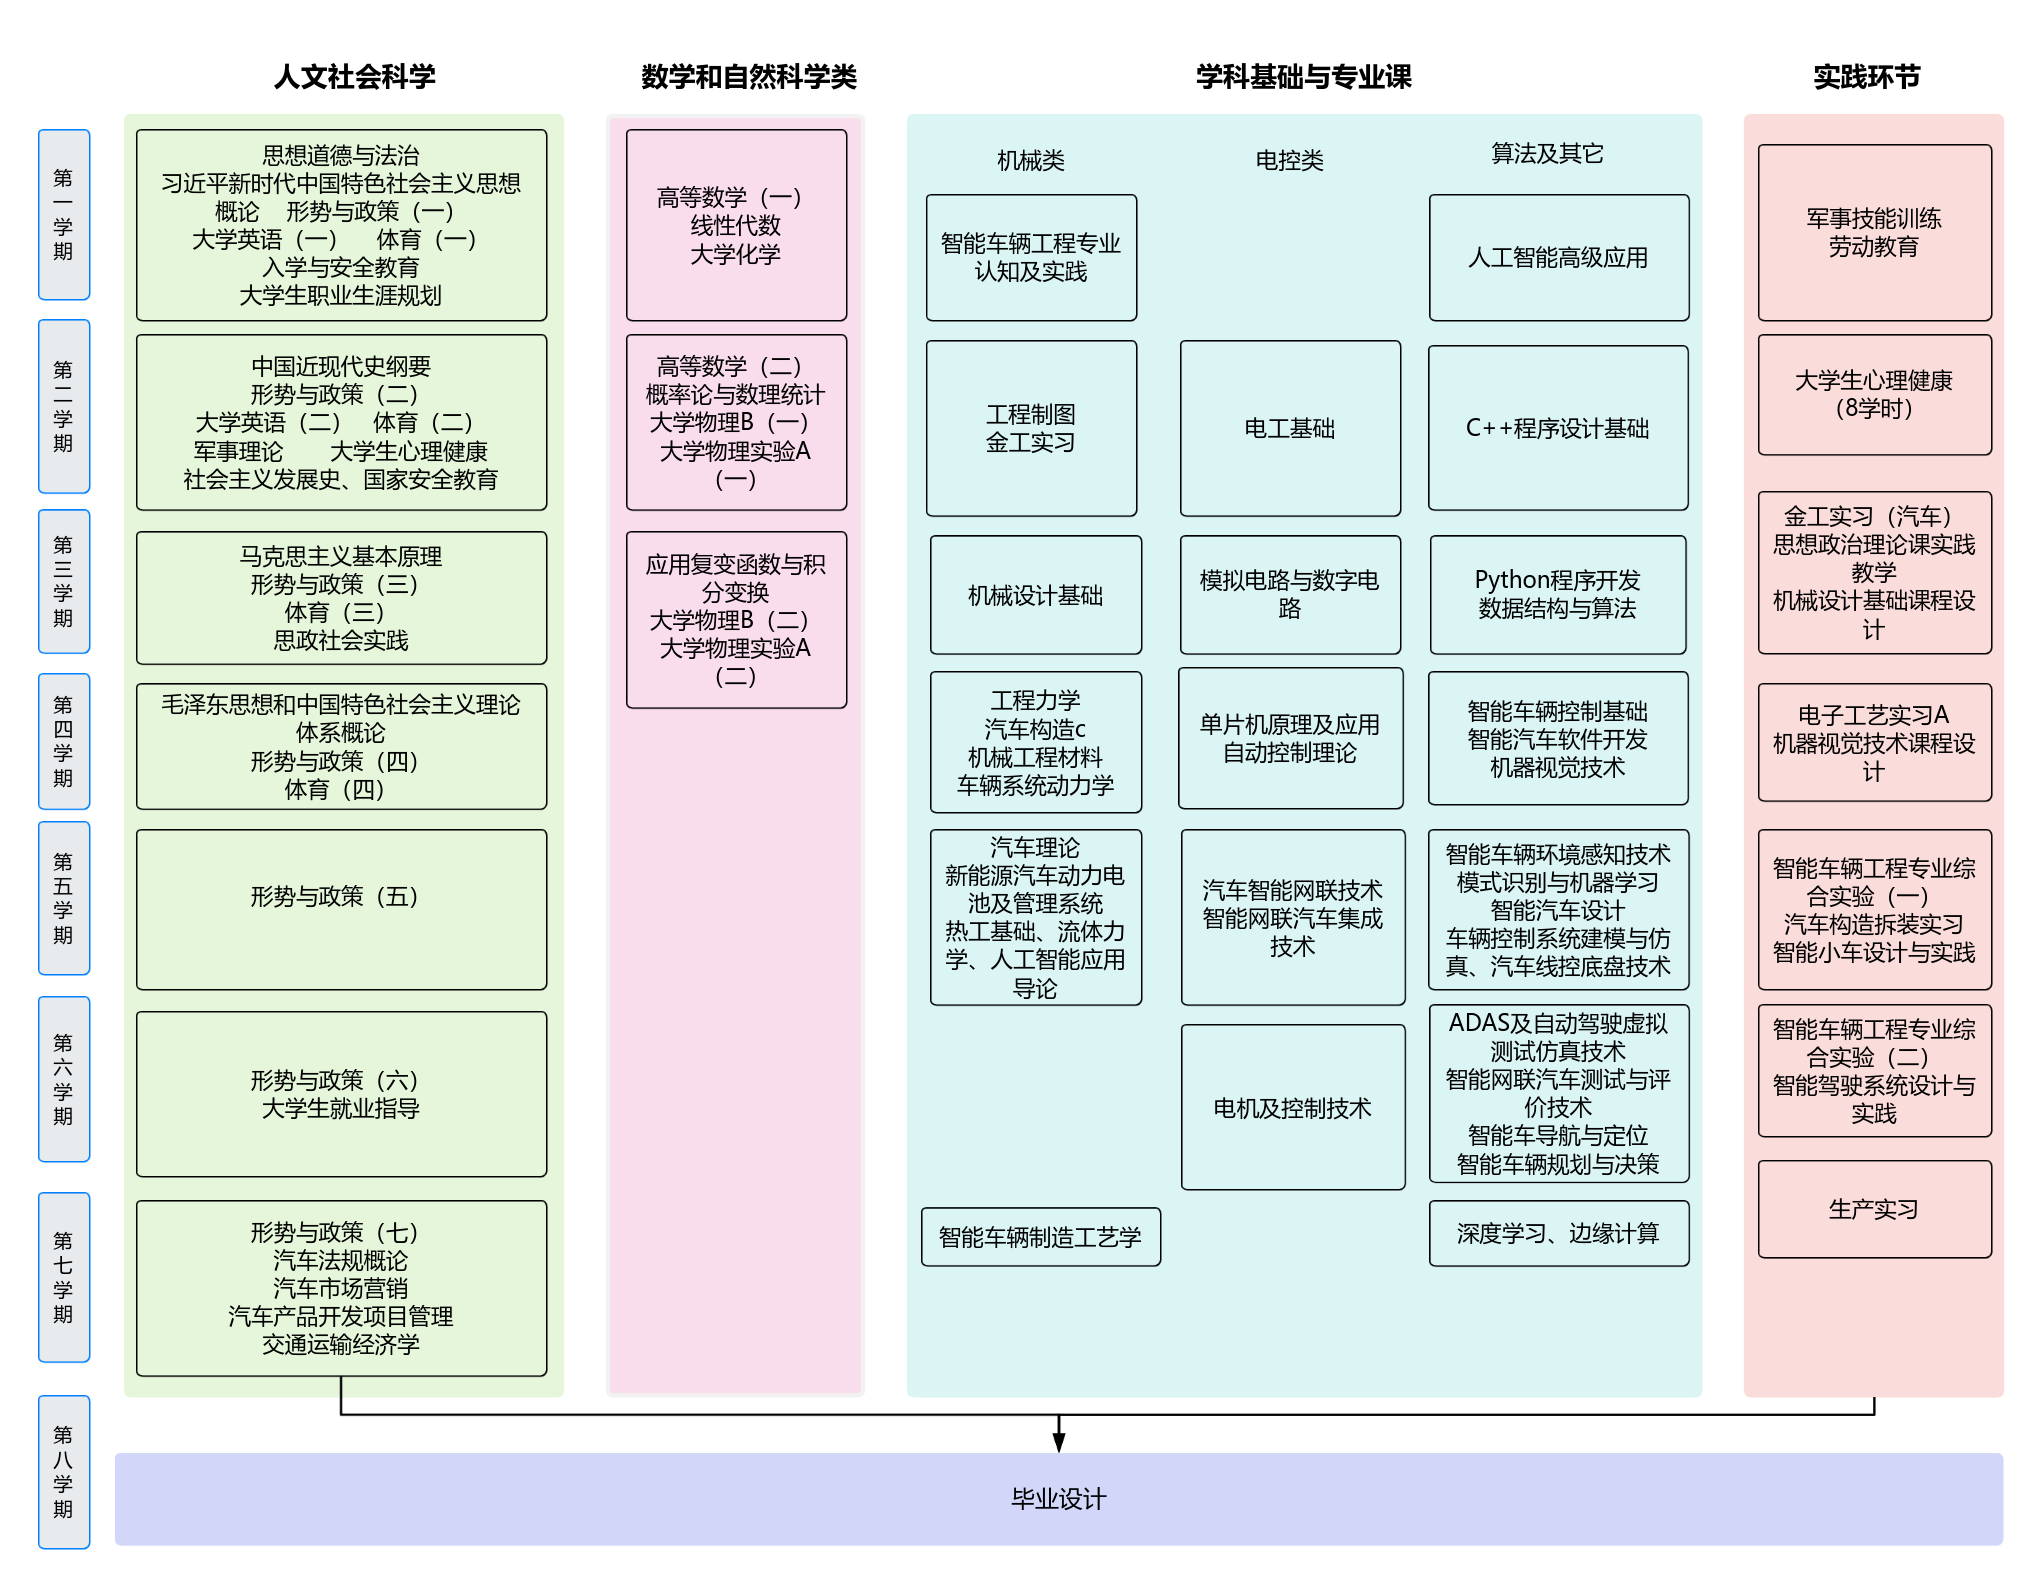 人文社会科学
数学和自然科学类
学科基础与专业课
实践环节
第
一
学
期
思想道德与法治
习近平新时代中国特色社会主义思想
概论 形势与政策（一）
大学英语（一） 体育（一）
入学与安全教育
大学生职业生涯规划
高等数学（一）
线性代数
大学化学
机械类
电控类
算法及其它
智能车辆工程专业
认知及实践
人工智能高级应用
军事技能训练
劳动教育
第
二
学
期
中国近现代史纲要
形势与政策（二）
大学英语（二） 体育（二）
军事理论 大学生心理健康
社会主义发展史、国家安全教育
高等数学（二）
概率论与数理统计
大学物理B（一）
大学物理实验A
（一）
工程制图
金工实习
电工基础
C++程序设计基础
大学生心理健康
（8学时）
第
三
学
期
马克思主义基本原理
形势与政策（三）
体育（三）
思政社会实践
应用复变函数与积
分变换
大学物理B（二）
大学物理实验A
（二）
机械设计基础
模拟电路与数字电
路
Python程序开发
数据结构与算法
金工实习（汽车）
思想政治理论课实践
教学
机械设计基础课程设
计
第
四
学
期
毛泽东思想和中国特色社会主义理论
体系概论
形势与政策（四）
体育（四）
工程力学
汽车构造c
机械工程材料
车辆系统动力学
单片机原理及应用
自动控制理论
智能车辆控制基础
智能汽车软件开发
机器视觉技术
电子工艺实习A
机器视觉技术课程设
计
第
五
学
期
形势与政策（五）
汽车理论
新能源汽车动力电
池及管理系统
热工基础、流体力
学、人工智能应用
导论
汽车智能网联技术
智能网联汽车集成
技术
智能车辆环境感知技术
模式识别与机器学习
智能汽车设计
车辆控制系统建模与仿
真、汽车线控底盘技术
智能车辆工程专业综
合实验（一）
汽车构造拆装实习
智能小车设计与实践
第
六
学
期
形势与政策（六）
大学生就业指导
电机及控制技术
ADAS及自动驾驶虚拟
测试仿真技术
智能网联汽车测试与评
价技术
智能车导航与定位
智能车辆规划与决策
智能车辆工程专业综
合实验（二）
智能驾驶系统设计与
实践
第
七
学
期
形势与政策（七）
汽车法规概论
汽车市场营销
汽车产品开发项目管理
交通运输经济学
智能车辆制造工艺学
深度学习、边缘计算
生产实习
第
八
学
期
毕业设计